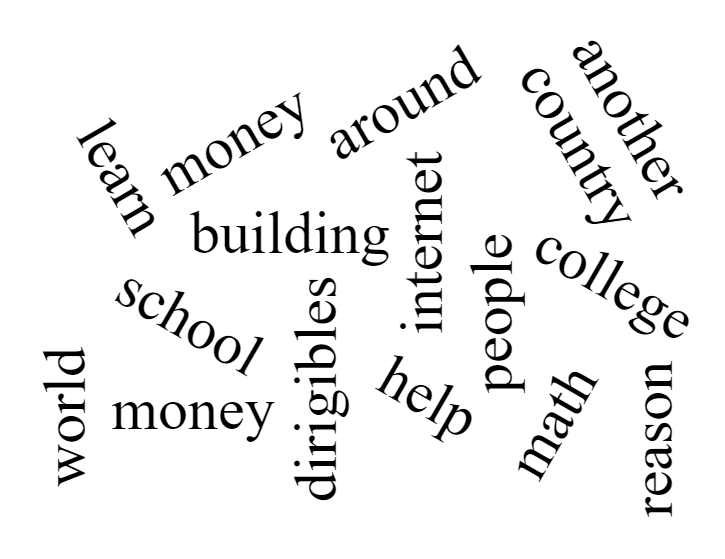 another
around
country
money
learn
internet
building
people
college
school
dirigibles
world
money
help
math
reason